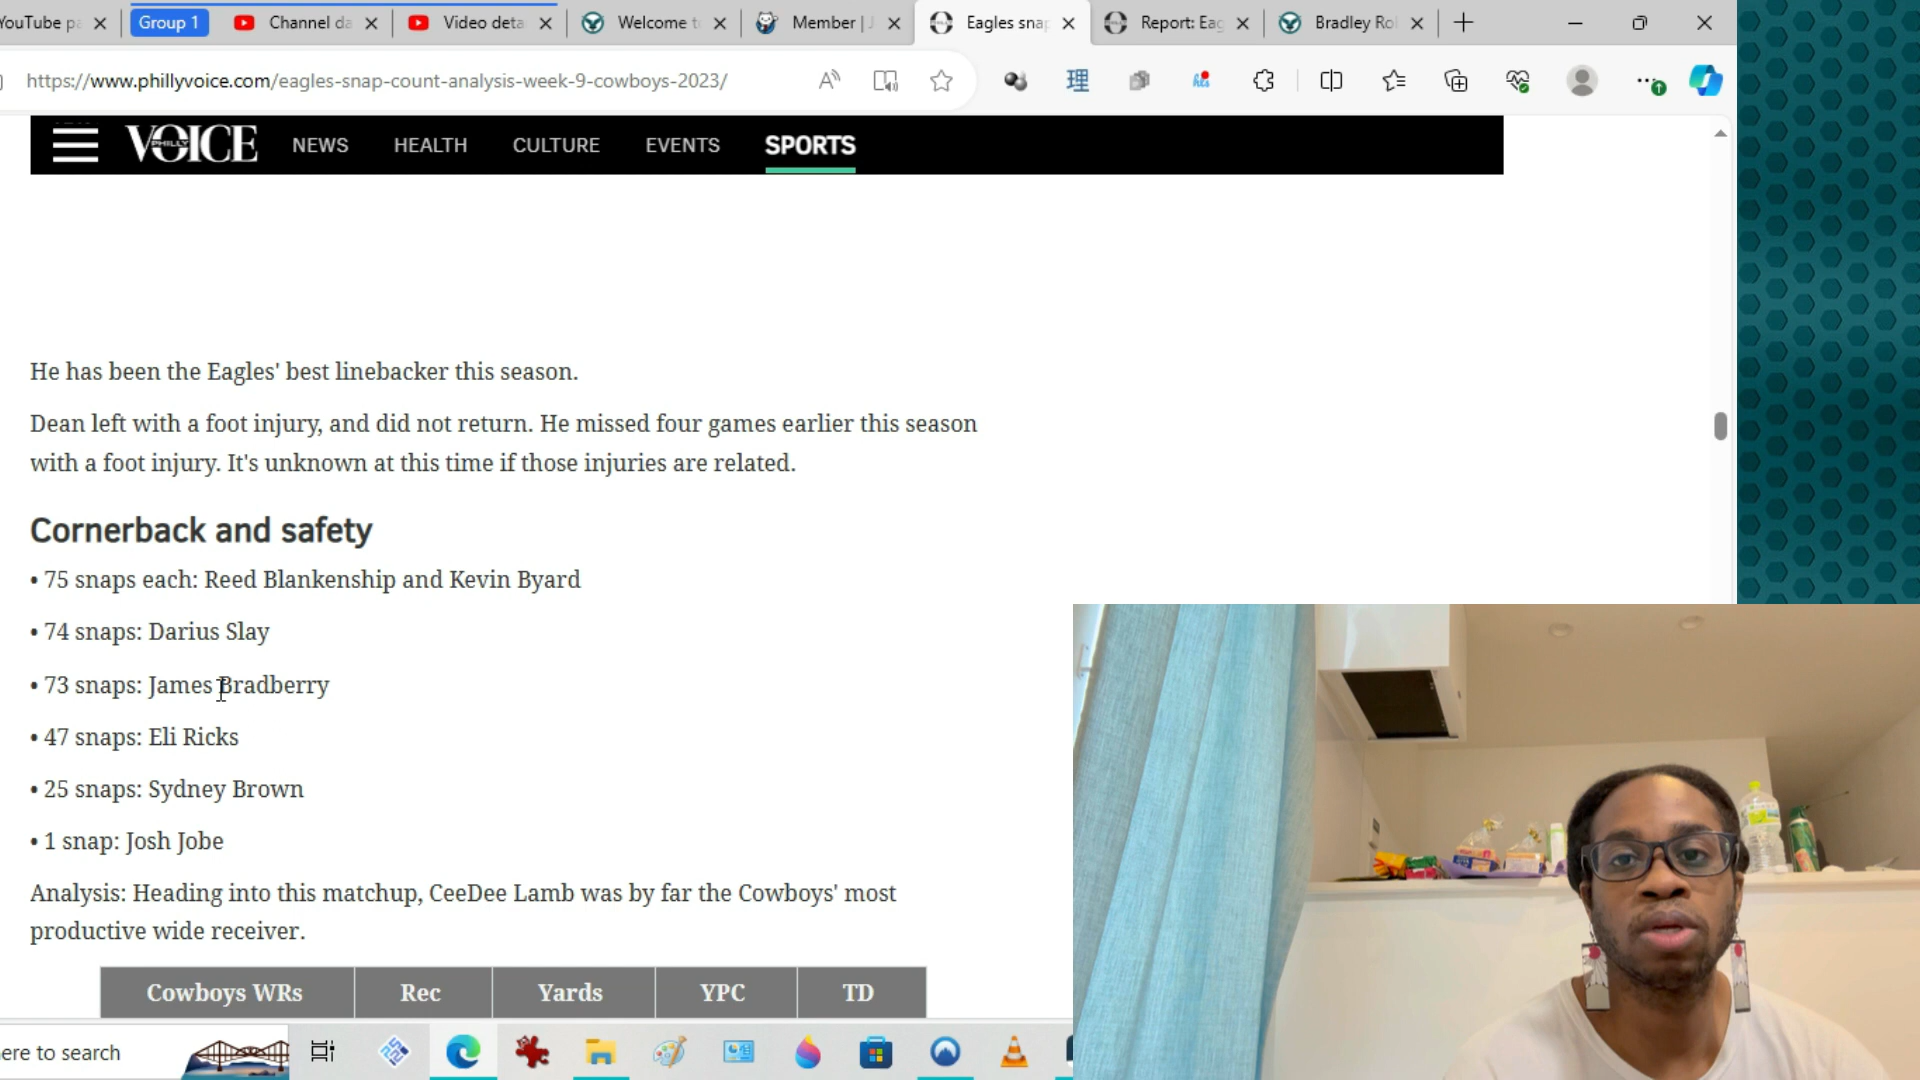 YouTube pa
Group 1
Channel da
Video deta
Welcome t
Member | J
Eagles snap
Report: Eag
Bradley Ro
https://www.phillyvoice.com/eagles-snap-count-analysis-week-9-cowboys-2023/
VOICE
PHILLY
NEWS
HEALTH
CULTURE
EVENTS
SPORTS
He has been the Eagles' best linebacker this season.
Dean left with a foot injury, and did not return. He missed four games earlier this season
with a foot injury. It's unknown at this time if those injuries are related.
Cornerback and safety
• 75 snaps each: Reed Blankenship and Kevin Byard
• 74 snaps: Darius Slay
• 73 snaps: James Bradberry
• 47 snaps: Eli Ricks
• 25 snaps: Sydney Brown
• 1 snap: Josh Jobe
Analysis: Heading into this matchup, CeeDee Lamb was by far the Cowboys' most
productive wide receiver.
Cowboys WRs Rec Yards YPC TD
ere to search